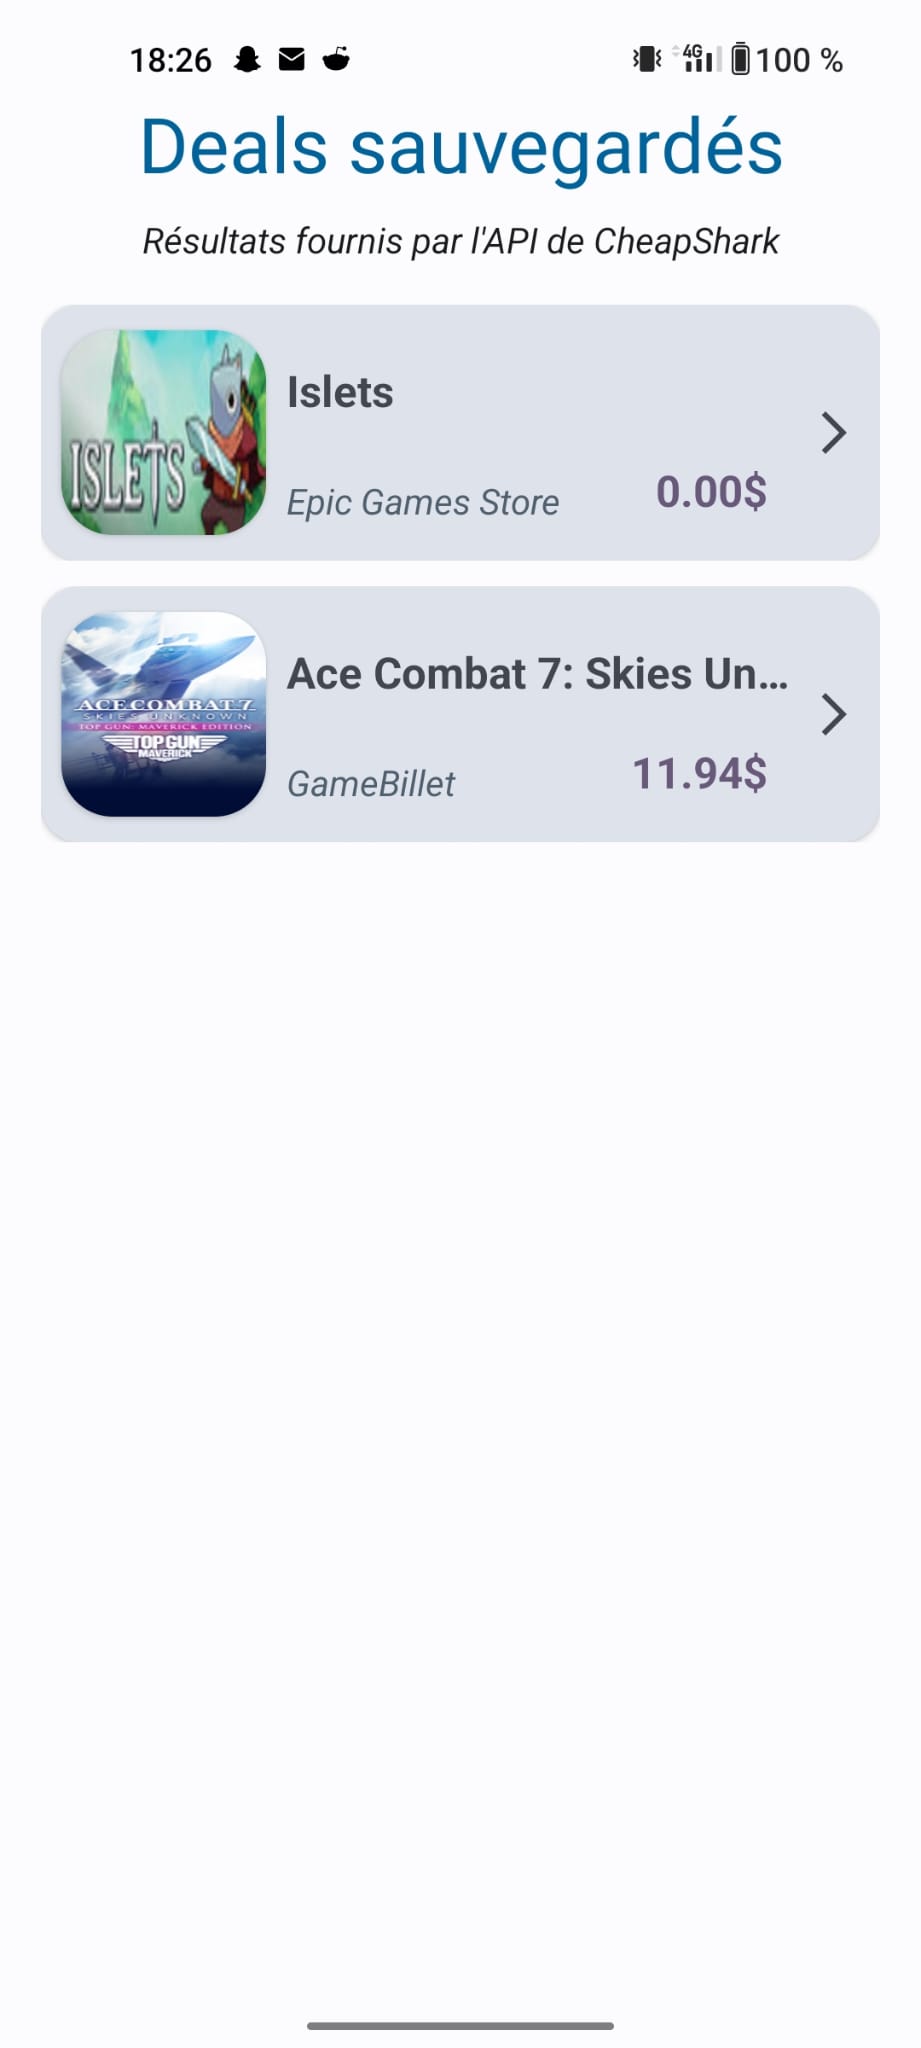 18:26 4G 100 %
Deals sauvegardés
Résultats fournis par l'API de CheapShark
ISLETS
Islets
Epic Games Store 0.00$
ACE COMBAT 7
SKIES UNKNOWN
TOP GUN: MAVERICK EDITION
TOP GUN
MAVERICK
Ace Combat 7: Skies Un...
GameBillet 11.94$